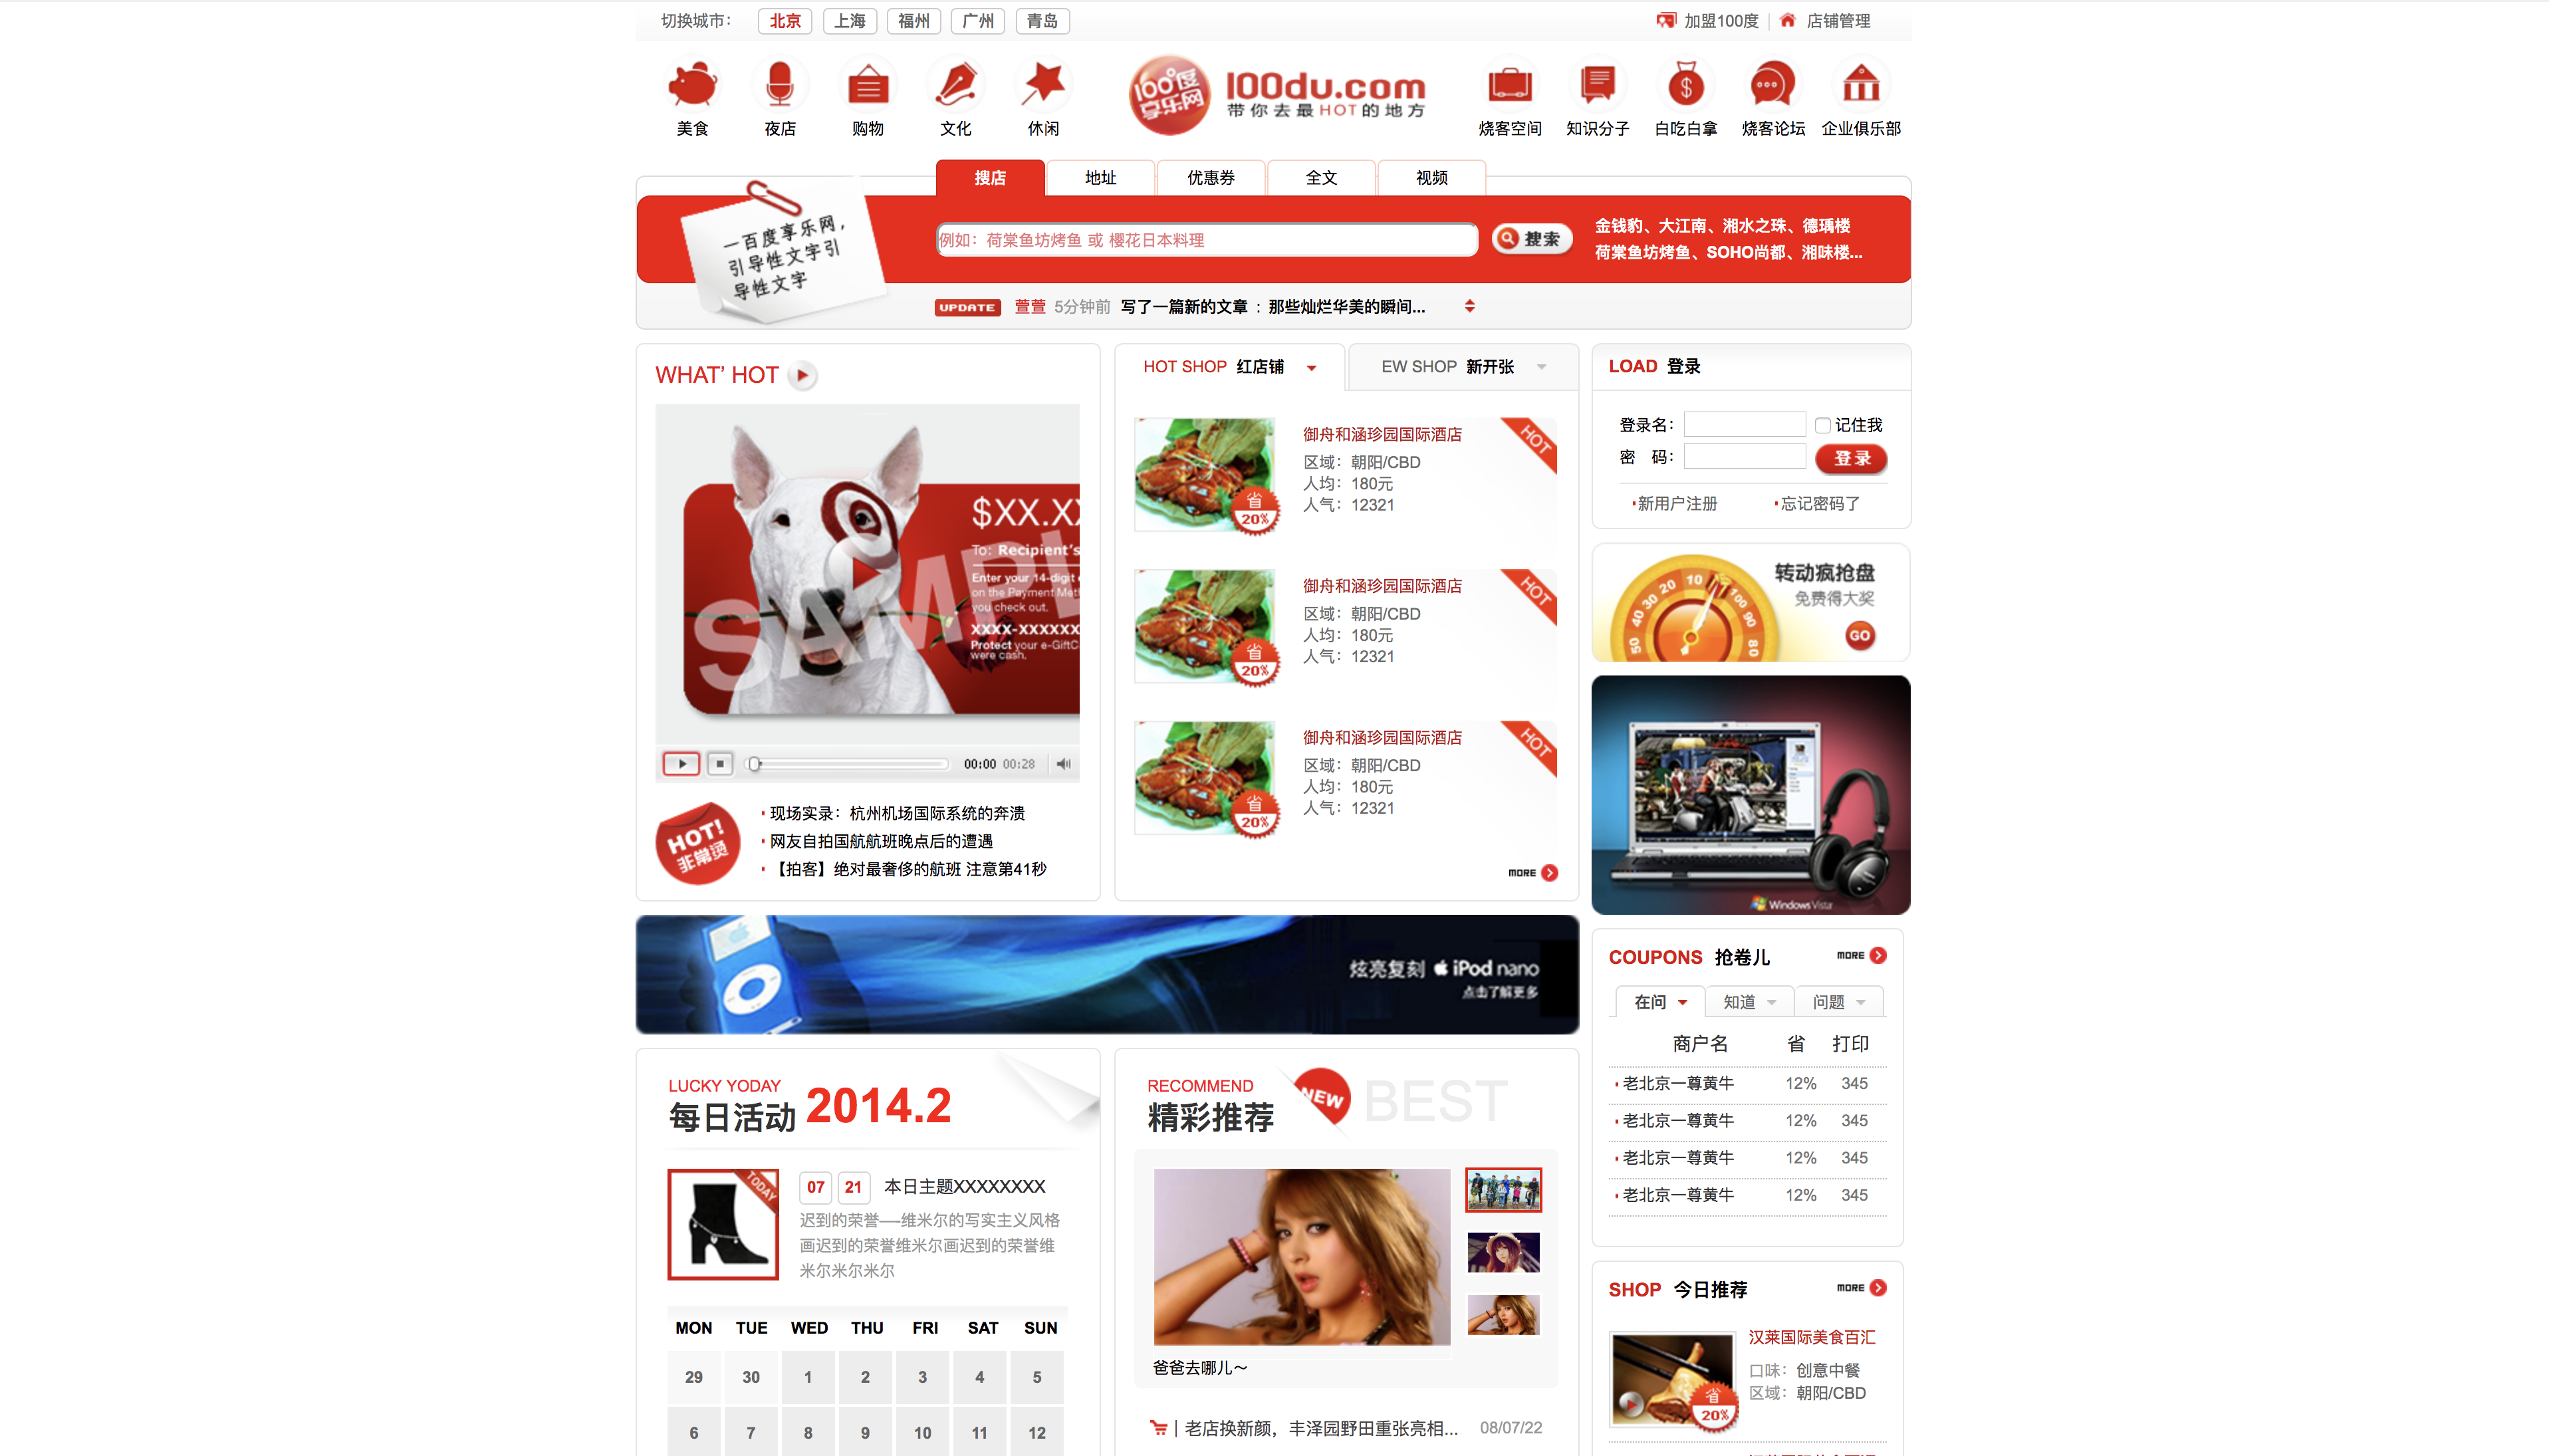 切换城市：
北京
上海
福州
广州
青岛
加盟100度
店铺管理
美食
夜店
购物
文化
休闲
100度
享乐网
100du.com
带你去最HOT的地方
烧客空间
知识分子
白吃白拿
烧客论坛
企业俱乐部
搜店
地址
优惠券
全文
视频
一百度享乐网，
引导性文字引
导性文字
例如：荷棠鱼坊烤鱼 或 樱花日本料理
搜索
金钱豹、大江南、湘水之珠、德瑀楼
荷棠鱼坊烤鱼、SOHO尚都、湘味楼...
UPDATE
萱萱 5分钟前 写了一篇新的文章 : 那些灿烂华美的瞬间...
WHAT’ HOT
$XX.XX
To: Recipient's
Enter your 14-digit
on the Payment Met
you check out.
XXXX-XXXXXX
Protect your e-GiftC
were cash.
SAMPL
00:00 00:28
HOT!
非常烫
现场实录：杭州机场国际系统的奔溃
网友自拍国航航班晚点后的遭遇
【拍客】绝对最奢侈的航班 注意第41秒
HOT SHOP 红店铺
EW SHOP 新开张
御舟和涵珍园国际酒店
区域：朝阳/CBD
人均：180元
人气：12321
省
20%
HOT
御舟和涵珍园国际酒店
区域：朝阳/CBD
人均：180元
人气：12321
省
20%
HOT
御舟和涵珍园国际酒店
区域：朝阳/CBD
人均：180元
人气：12321
省
20%
HOT
MORE
LOAD 登录
登录名：
记住我
密 码：
登录
新用户注册
忘记密码了
转动疯抢盘
免费得大奖
GO
50 40 30 20 10 100 90 80
Windows Vista
炫亮复刻 iPod nano
点击了解更多
COUPONS 抢卷儿
MORE
在问
知道
问题
商户名 省 打印
老北京一尊黄牛 12% 345
老北京一尊黄牛 12% 345
老北京一尊黄牛 12% 345
老北京一尊黄牛 12% 345
LUCKY YODAY
每日活动 2014.2
TODAY
07 21 本日主题XXXXXXXX
迟到的荣誉──维米尔的写实主义风格
画迟到的荣誉维米尔画迟到的荣誉维
米尔米尔米尔
MON TUE WED THU FRI SAT SUN
29 30 1 2 3 4 5
6 7 8 9 10 11 12
RECOMMEND
精彩推荐
NEW
BEST
爸爸去哪儿～
| 老店换新颜，丰泽园野田重张亮相... 08/07/22
SHOP 今日推荐
MORE
汉莱国际美食百汇
口味：创意中餐
区域：朝阳/CBD
省
20%